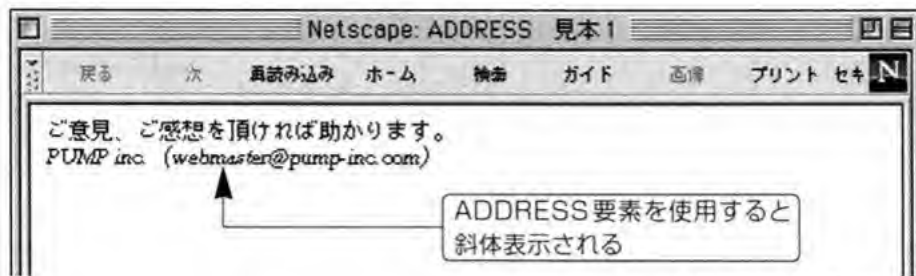 Netscape: ADDRESS 見本1
戻る 次 再読み込み ホーム 検索 ガイド 画像 プリント セキ N
ご意見、ご感想を頂ければ助かります。
PUMP inc. (webmaster@pump-inc.com)
ADDRESS要素を使用すると
斜体表示される